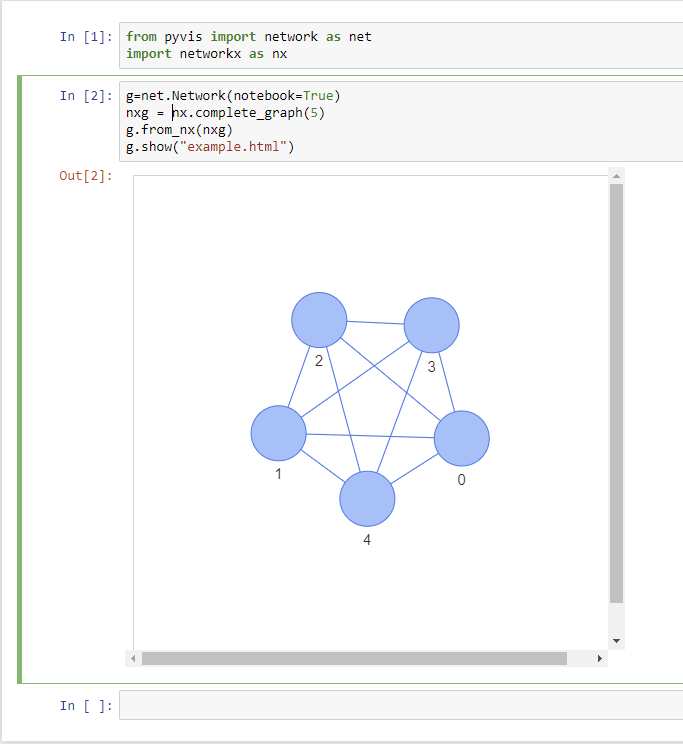 In [1]: from pyvis import network as net
import networkx as nx
In [2]: g=net.Network(notebook=True)
nxg = nx.complete_graph(5)
g.from_nx(nxg)
g.show("example.html")
Out[2]:
2
3
1
0
4
In [ ]: